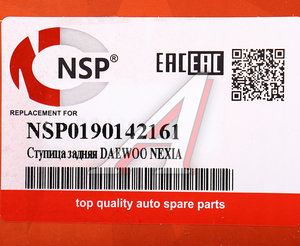 NSP®
EAC EAC
REPLACEMENT FOR
NSP0190142161
Ступица задняя DAEWOO NEXIA
top quality auto spare parts